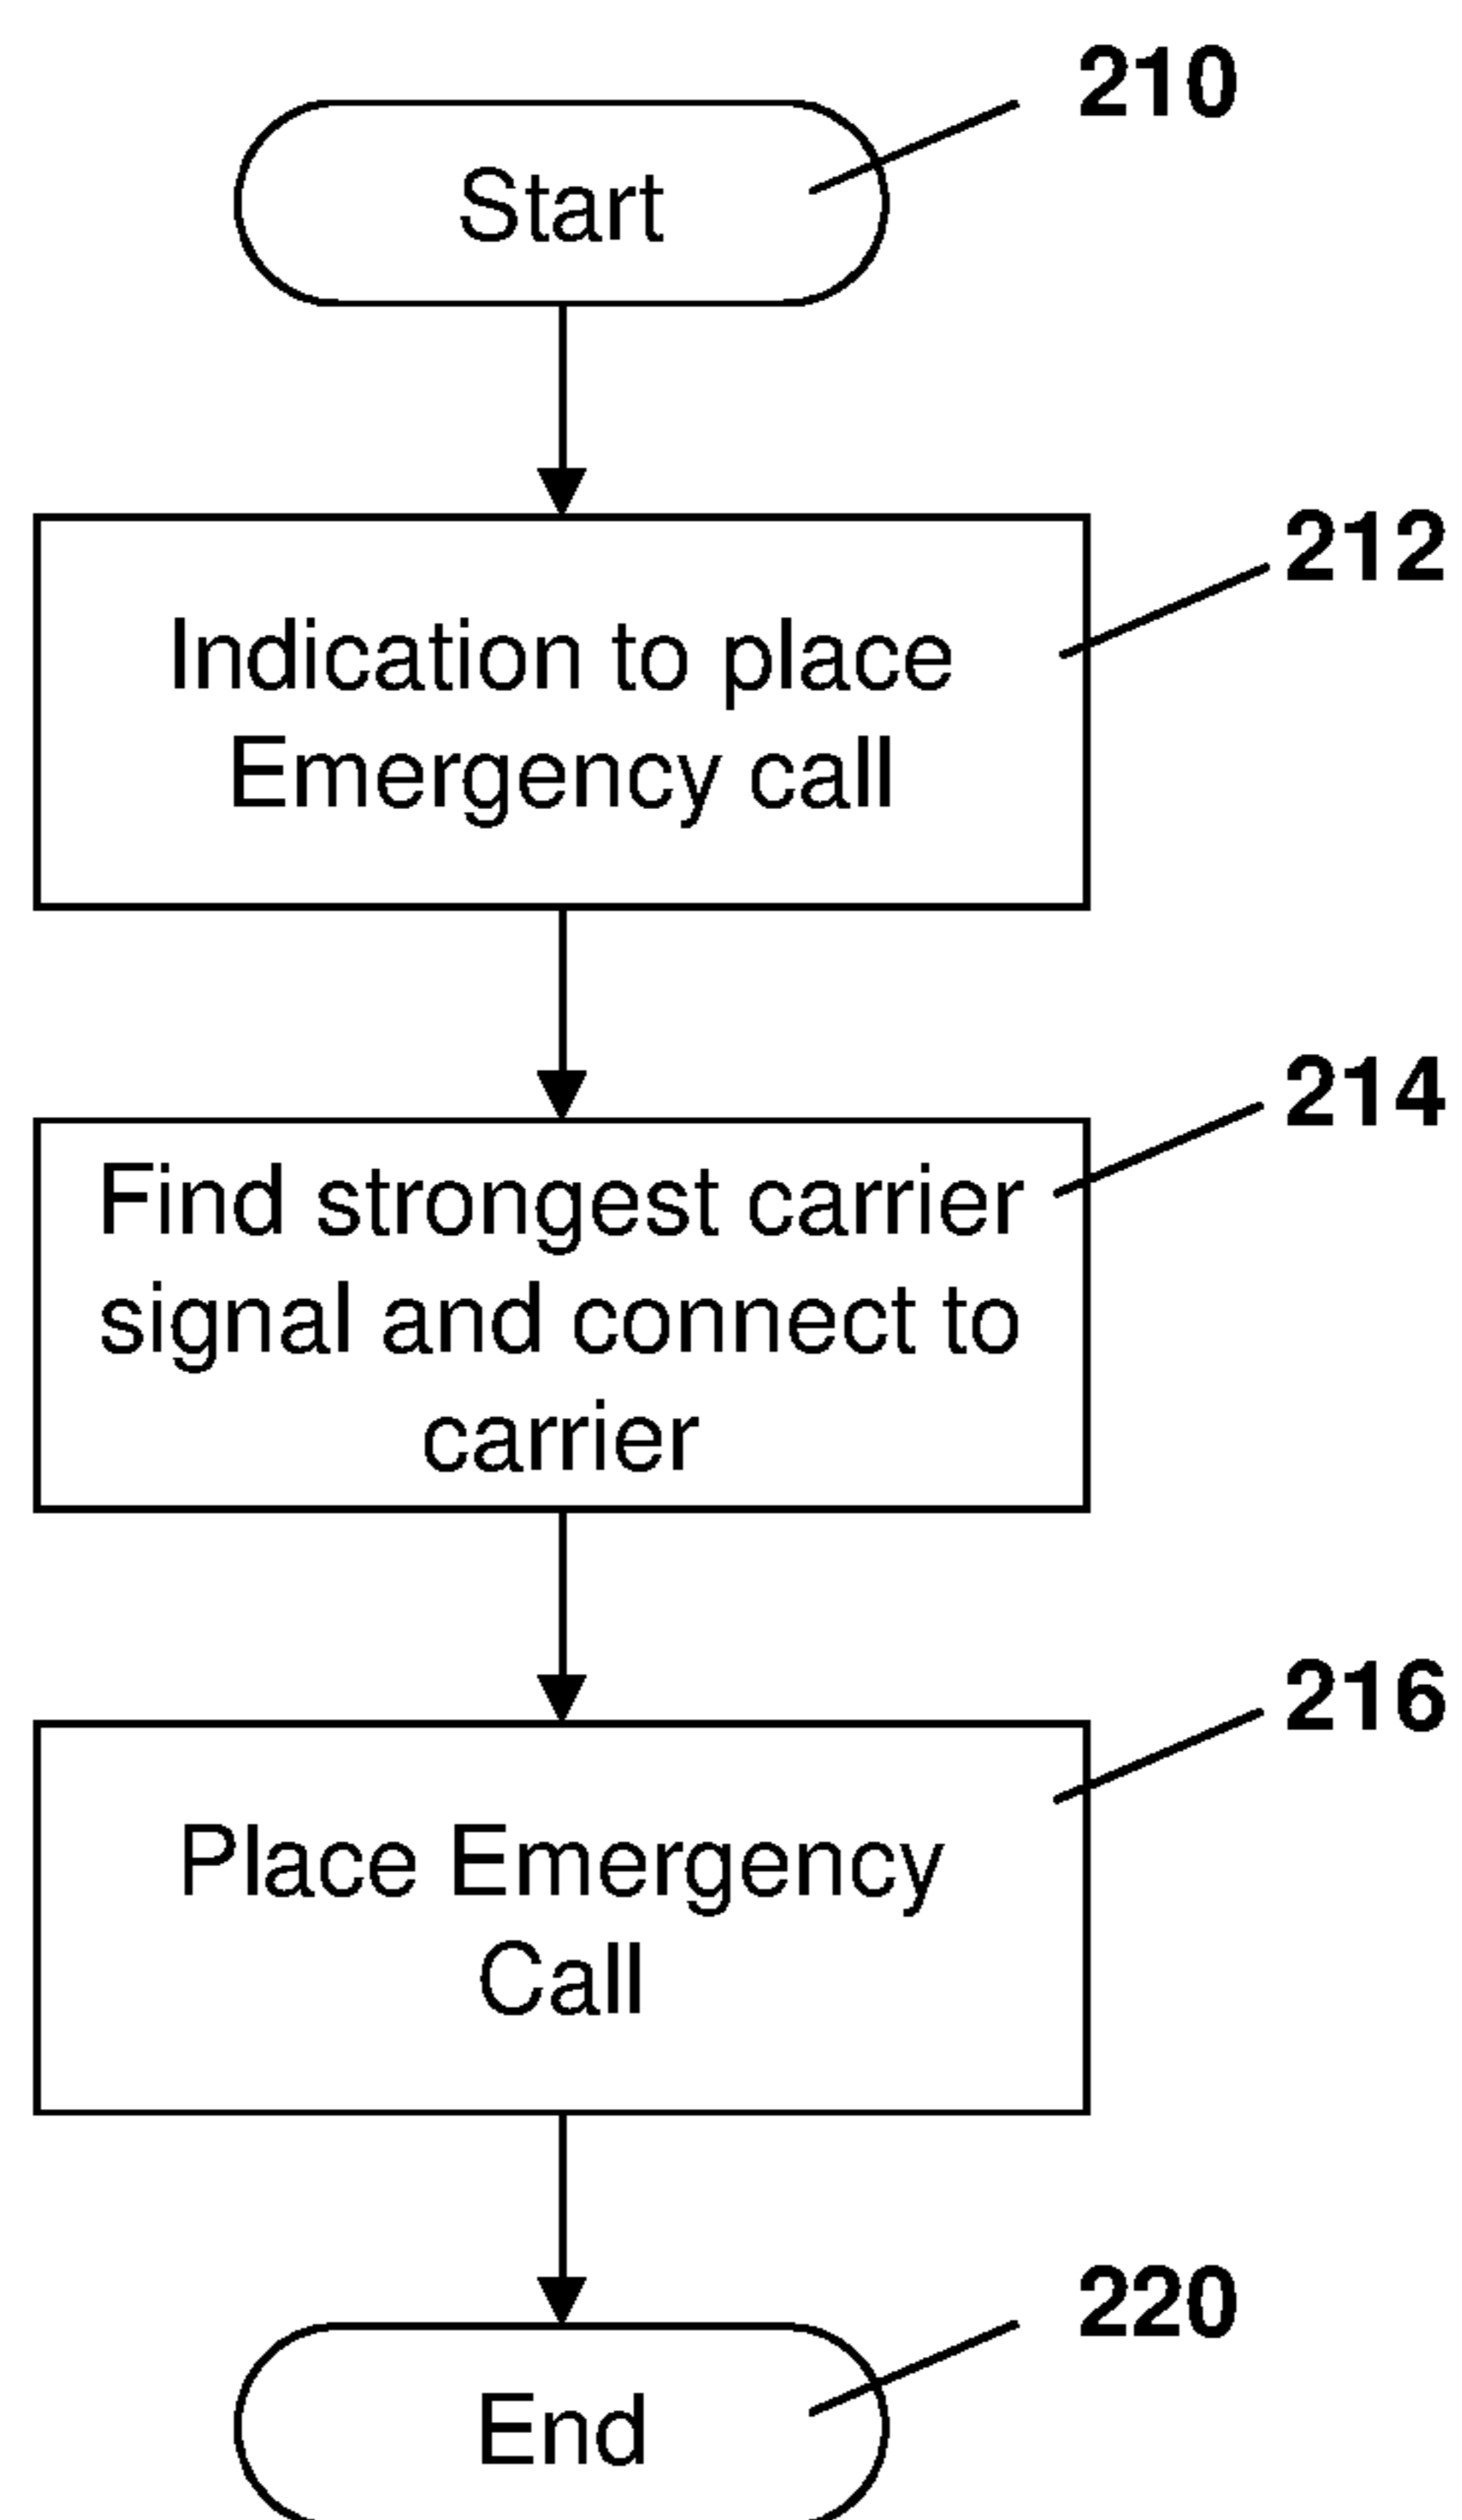 210
Start
212
Indication to place
Emergency call
214
Find strongest carrier
signal and connect to
carrier
216
Place Emergency
Call
220
End